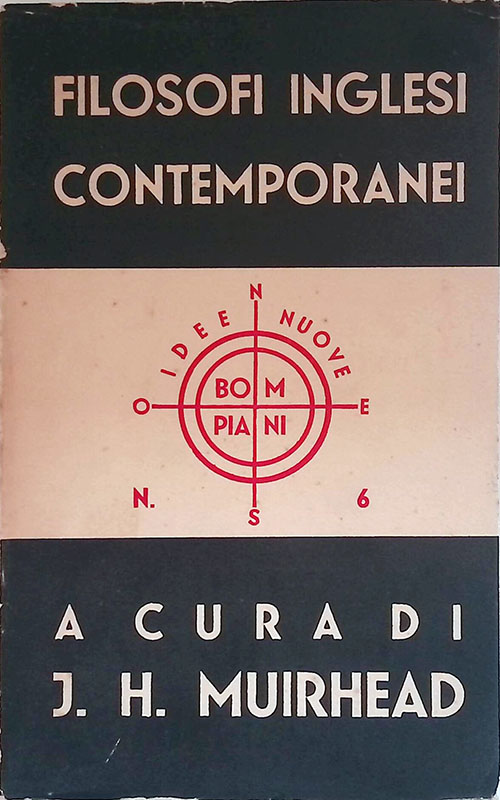 FILOSOFI INGLESI
CONTEMPORANEI
N
IDEE NUOVE
BOM
PIANI
O E
N. 6
S
A CURA DI
J. H. MUIRHEAD